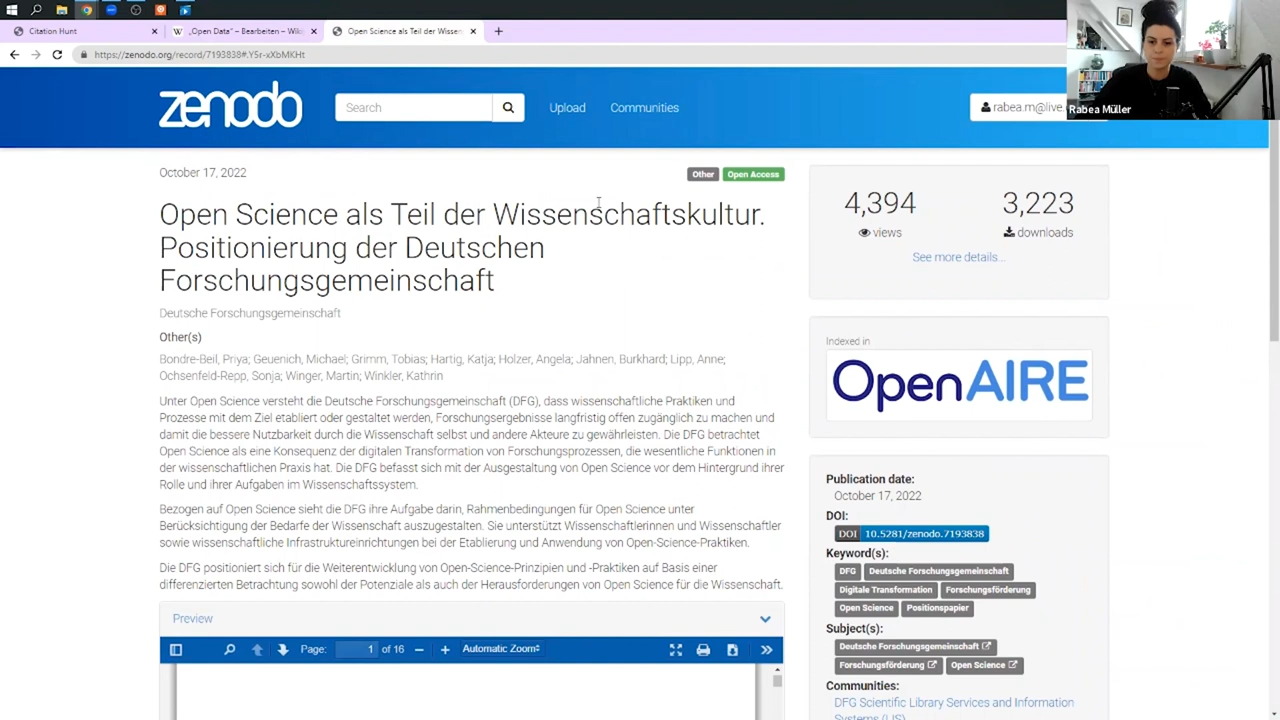 Citation Hunt
„Open Data“ – Bearbeiten – Wiki
Open Science als Teil der Wissen
https://zenodo.org/record/7193838#.Y5r-xXbMKHt
zenodo
Search
Upload
Communities
rabea.m@live.
Rabea Müller
October 17, 2022
Other
Open Access
Open Science als Teil der Wissenschaftskultur.
Positionierung der Deutschen
Forschungsgemeinschaft
Deutsche Forschungsgemeinschaft
Other(s)
Bondre-Beil, Priya; Geuenich, Michael; Grimm, Tobias; Hartig, Katja; Holzer, Angela; Jahnen, Burkhard; Lipp, Anne;
Ochsenfeld-Repp, Sonja; Winger, Martin; Winkler, Kathrin
Unter Open Science versteht die Deutsche Forschungsgemeinschaft (DFG), dass wissenschaftliche Praktiken und
Prozesse mit dem Ziel etabliert oder gestaltet werden, Forschungsergebnisse langfristig offen zugänglich zu machen und
damit die bessere Nutzbarkeit durch die Wissenschaft selbst und andere Akteure zu gewährleisten. Die DFG betrachtet
Open Science als eine Konsequenz der digitalen Transformation von Forschungsprozessen, die wesentliche Funktionen in
der wissenschaftlichen Praxis hat. Die DFG befasst sich mit der Ausgestaltung von Open Science vor dem Hintergrund ihrer
Rolle und ihrer Aufgaben im Wissenschaftssystem.
Bezogen auf Open Science sieht die DFG ihre Aufgabe darin, Rahmenbedingungen für Open Science unter
Berücksichtigung der Bedarfe der Wissenschaft auszugestalten. Sie unterstützt Wissenschaftlerinnen und Wissenschaftler
sowie wissenschaftliche Infrastruktureinrichtungen bei der Etablierung und Anwendung von Open-Science-Praktiken.
Die DFG positioniert sich für die Weiterentwicklung von Open-Science-Prinzipien und -Praktiken auf Basis einer
differenzierten Betrachtung sowohl der Potenziale als auch der Herausforderungen von Open Science für die Wissenschaft.
Preview
Page: 1 of 16
Automatic Zoom
4,394
3,223
views
downloads
See more details...
Indexed in
OpenAIRE
Publication date:
October 17, 2022
DOI:
DOI 10.5281/zenodo.7193838
Keyword(s):
DFG Deutsche Forschungsgemeinschaft
Digitale Transformation Forschungsförderung
Open Science Positionspapier
Subject(s):
Deutsche Forschungsgemeinschaft
Forschungsförderung Open Science
Communities:
DFG Scientific Library Services and Information
Systems (LIS)